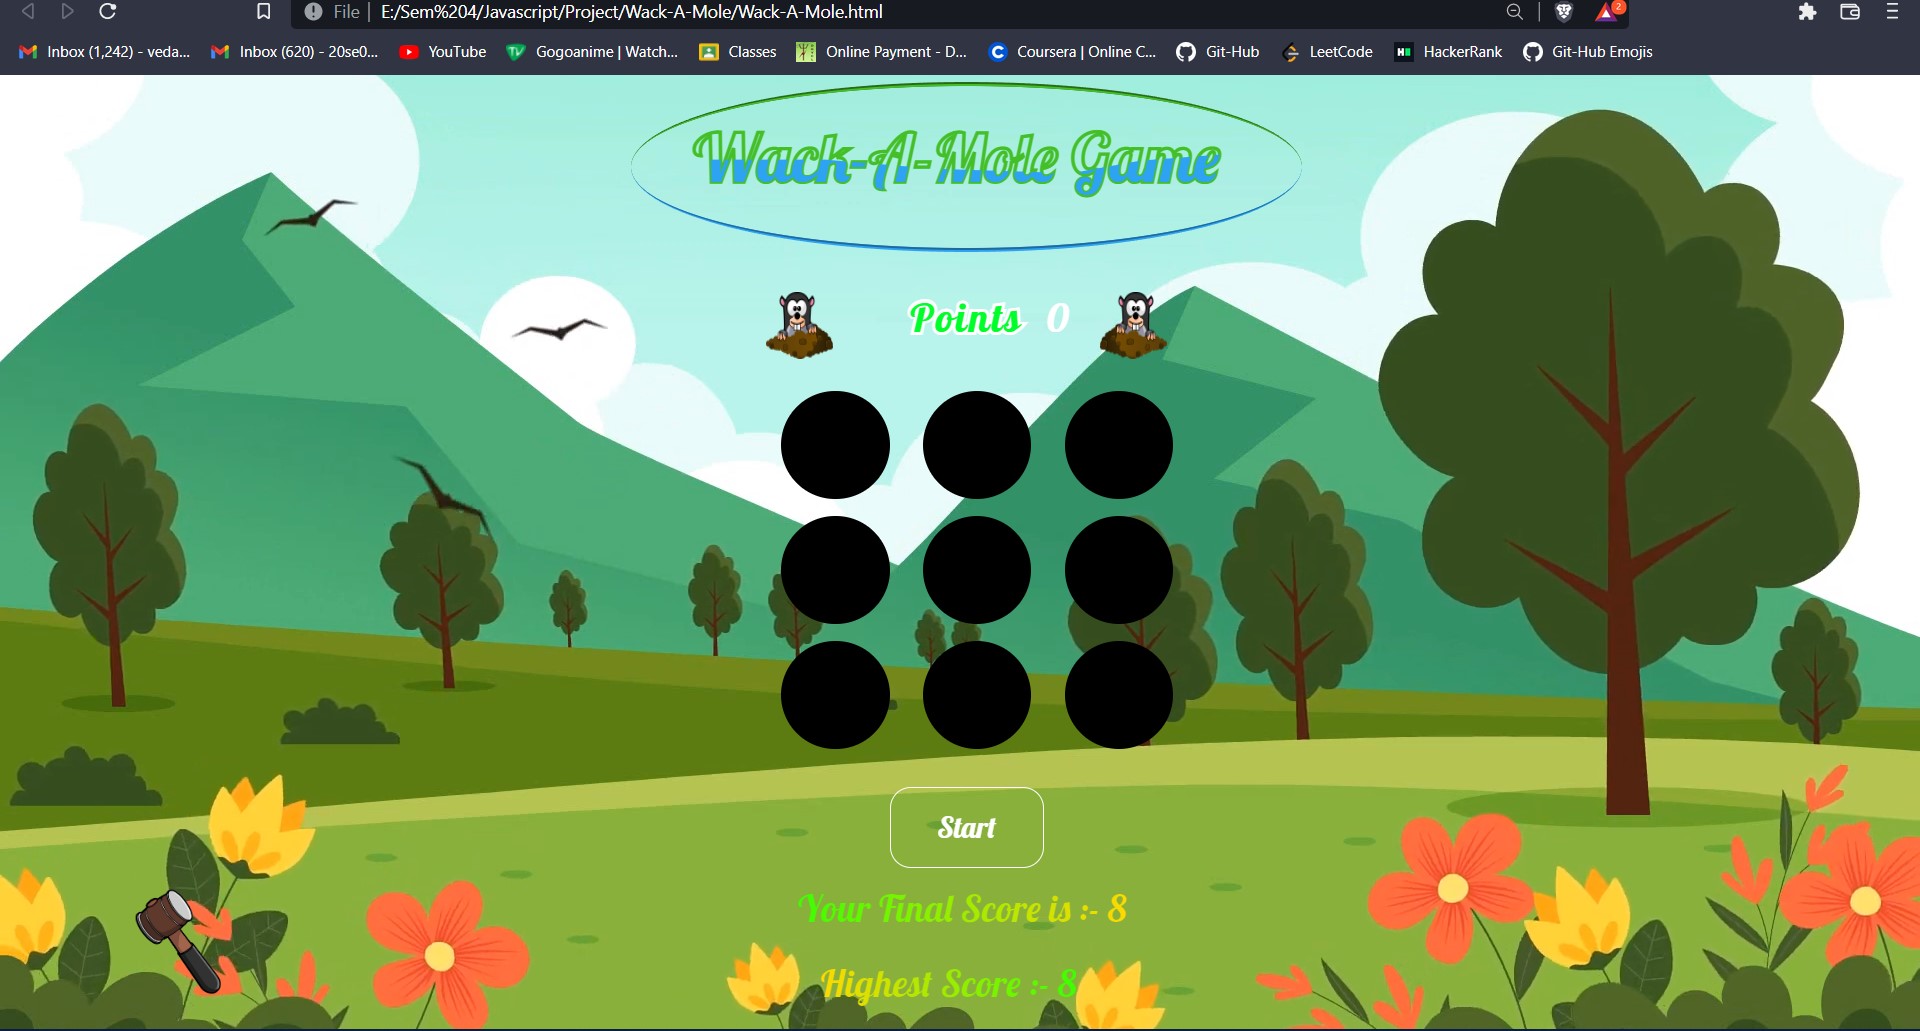 File | E:/Sem%204/Javascript/Project/Wack-A-Mole/Wack-A-Mole.html 2
Inbox (1,242) - veda... Inbox (620) - 20se0... YouTube Gogoanime | Watch... Classes Online Payment - D... Coursera | Online C... Git-Hub LeetCode HackerRank Git-Hub Emojis
Wack-A-Mole Game
Points 0
Start
Your Final Score is :- 8
Highest Score :- 8